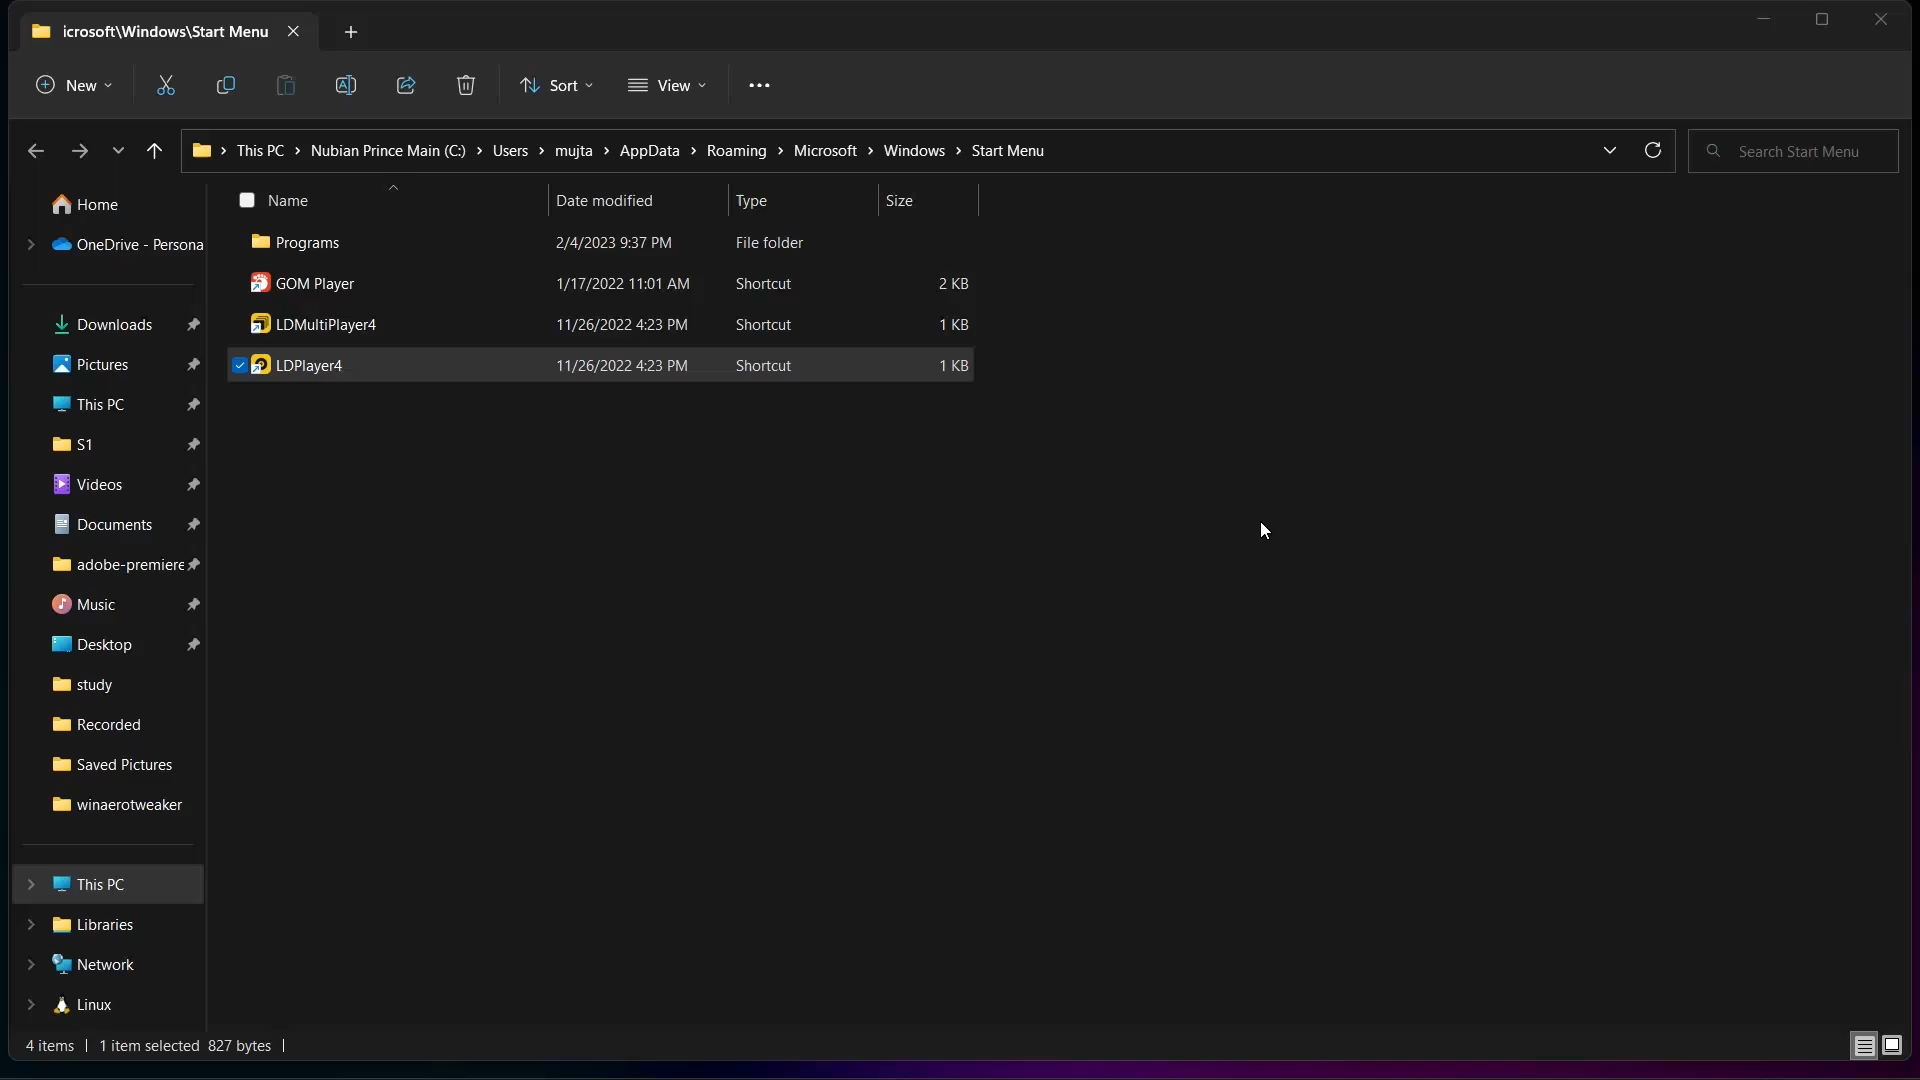 icrosoft\Windows\Start Menu
New
Sort
View
This PC > Nubian Prince Main (C:) > Users > mujta > AppData > Roaming > Microsoft > Windows > Start Menu
Search Start Menu
Name Date modified Type Size
Programs 2/4/2023 9:37 PM File folder
GOM Player 1/17/2022 11:01 AM Shortcut 2 KB
LDMultiPlayer4 11/26/2022 4:23 PM Shortcut 1 KB
LDPlayer4 11/26/2022 4:23 PM Shortcut 1 KB
Home
OneDrive - Persona
Downloads
Pictures
This PC
S1
Videos
Documents
adobe-premiere
Music
Desktop
study
Recorded
Saved Pictures
winaerotweaker
This PC
Libraries
Network
Linux
4 items | 1 item selected 827 bytes |